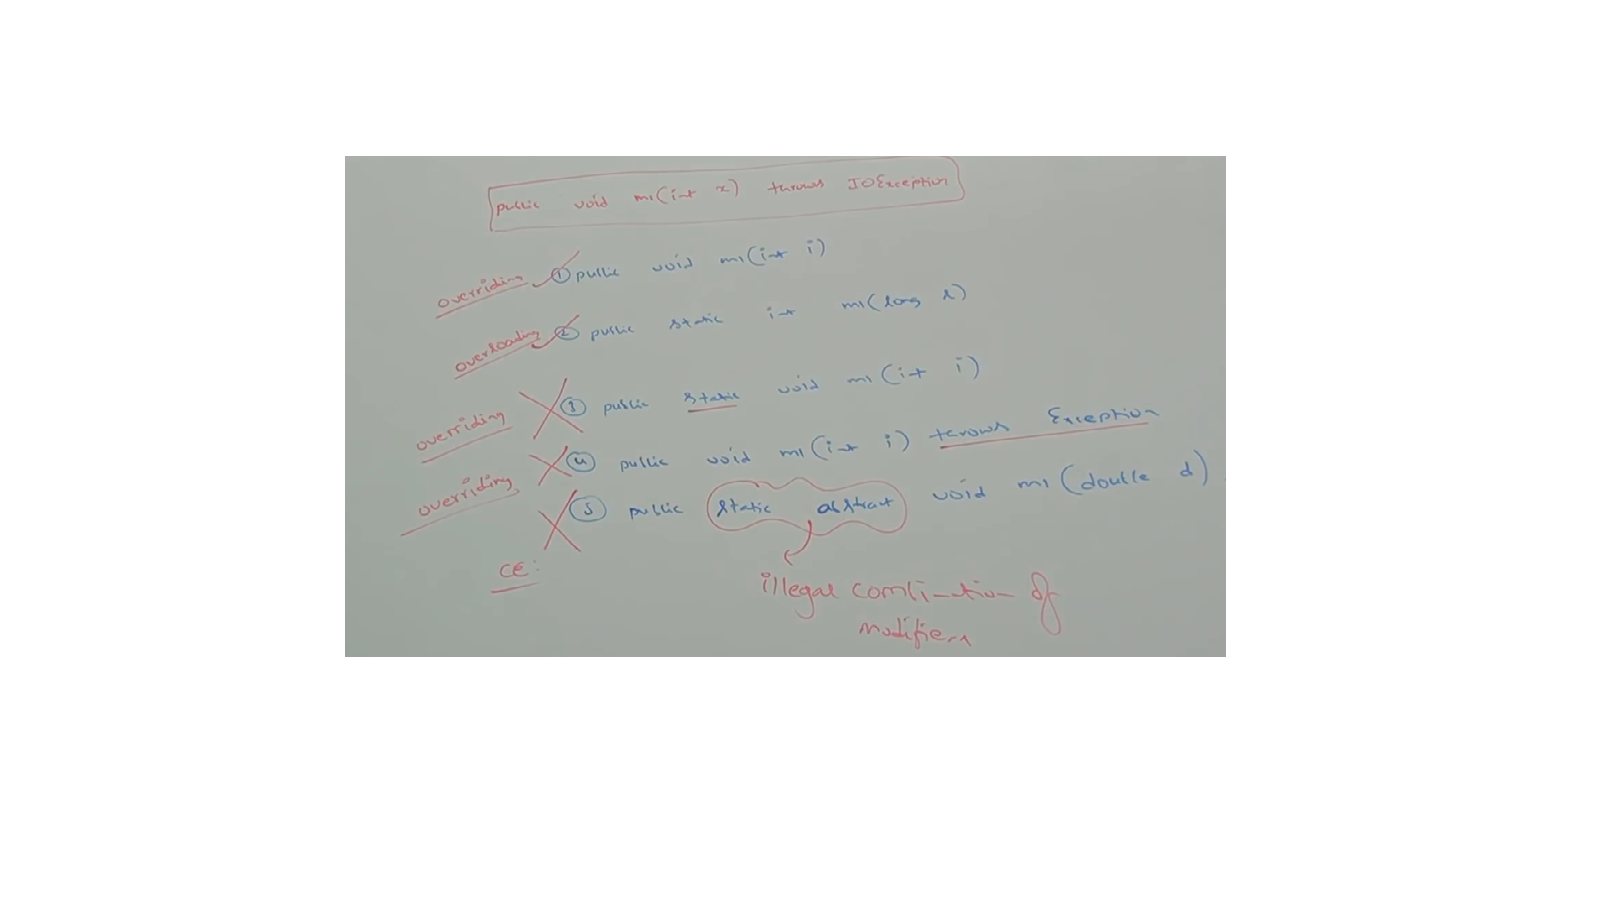 public void m1(int x) throws IOException
overriding ① public void m1(int i)
overloading ② public static int m1(long l)
overriding ③ public static void m1(int i)
overriding ④ public void m1(int i) throws Exception
⑤ public static abstract void m1(double d)
CE:
illegal combination of
modifiers